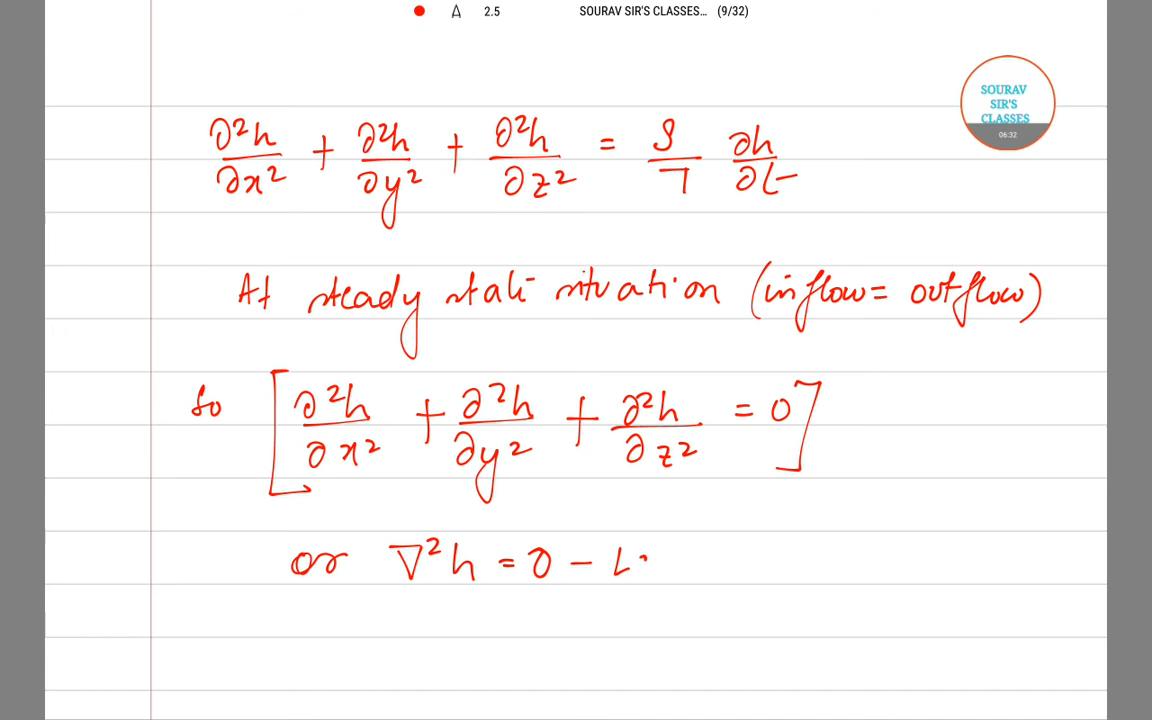 2.5 SOURAV SIR'S CLASSES... (9/32)
SOURAV
SIR'S
CLASSES
06:32
∂²h/∂x² + ∂²h/∂y² + ∂²h/∂z² = S/T ∂h/∂t
At steady state situation (inflow = outflow)
So [∂²h/∂x² + ∂²h/∂y² + ∂²h/∂z² = 0]
or ∇²h = 0 -